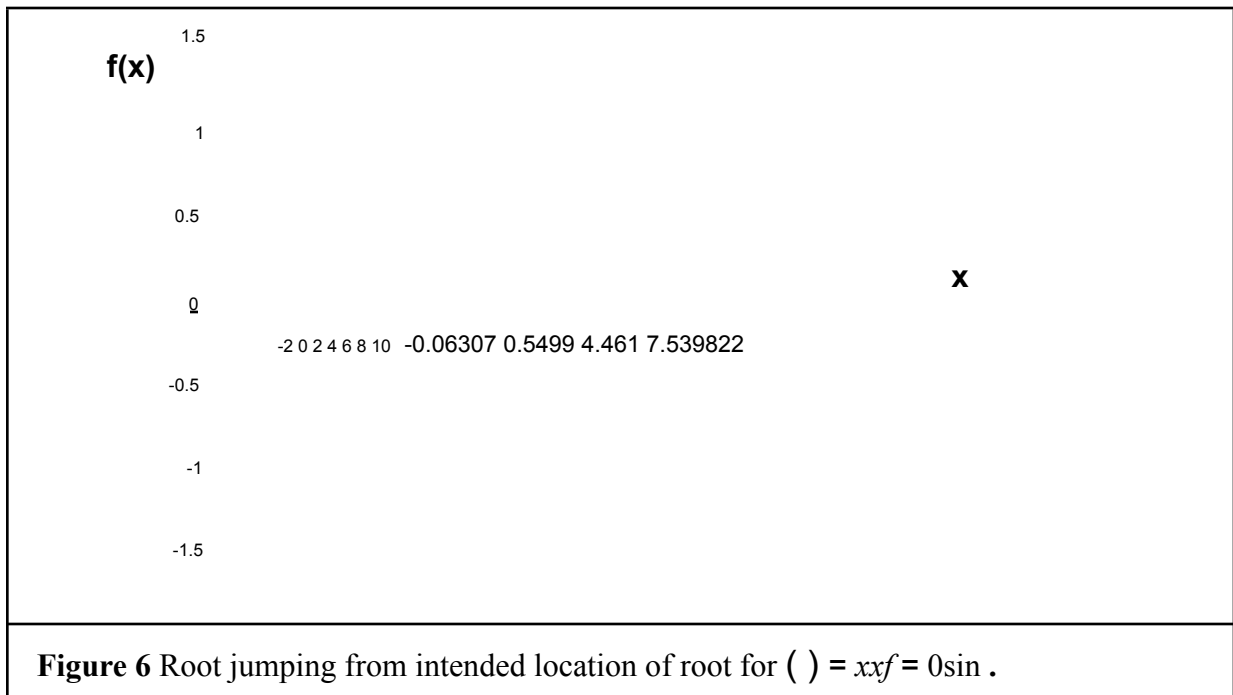 1.5
f(x)
1
0.5
x
0
-2 0 2 4 6 8 10 -0.06307 0.5499 4.461 7.539822
-0.5
-1
-1.5
Figure 6 Root jumping from intended location of root for ( ) = xxf = 0sin .